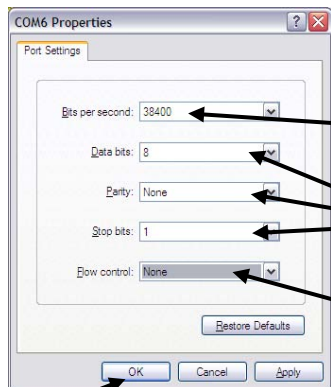 COM6 Properties
Port Settings
Bits per second: 38400
Data bits: 8
Parity: None
Stop bits: 1
Flow control: None
Restore Defaults
OK Cancel Apply